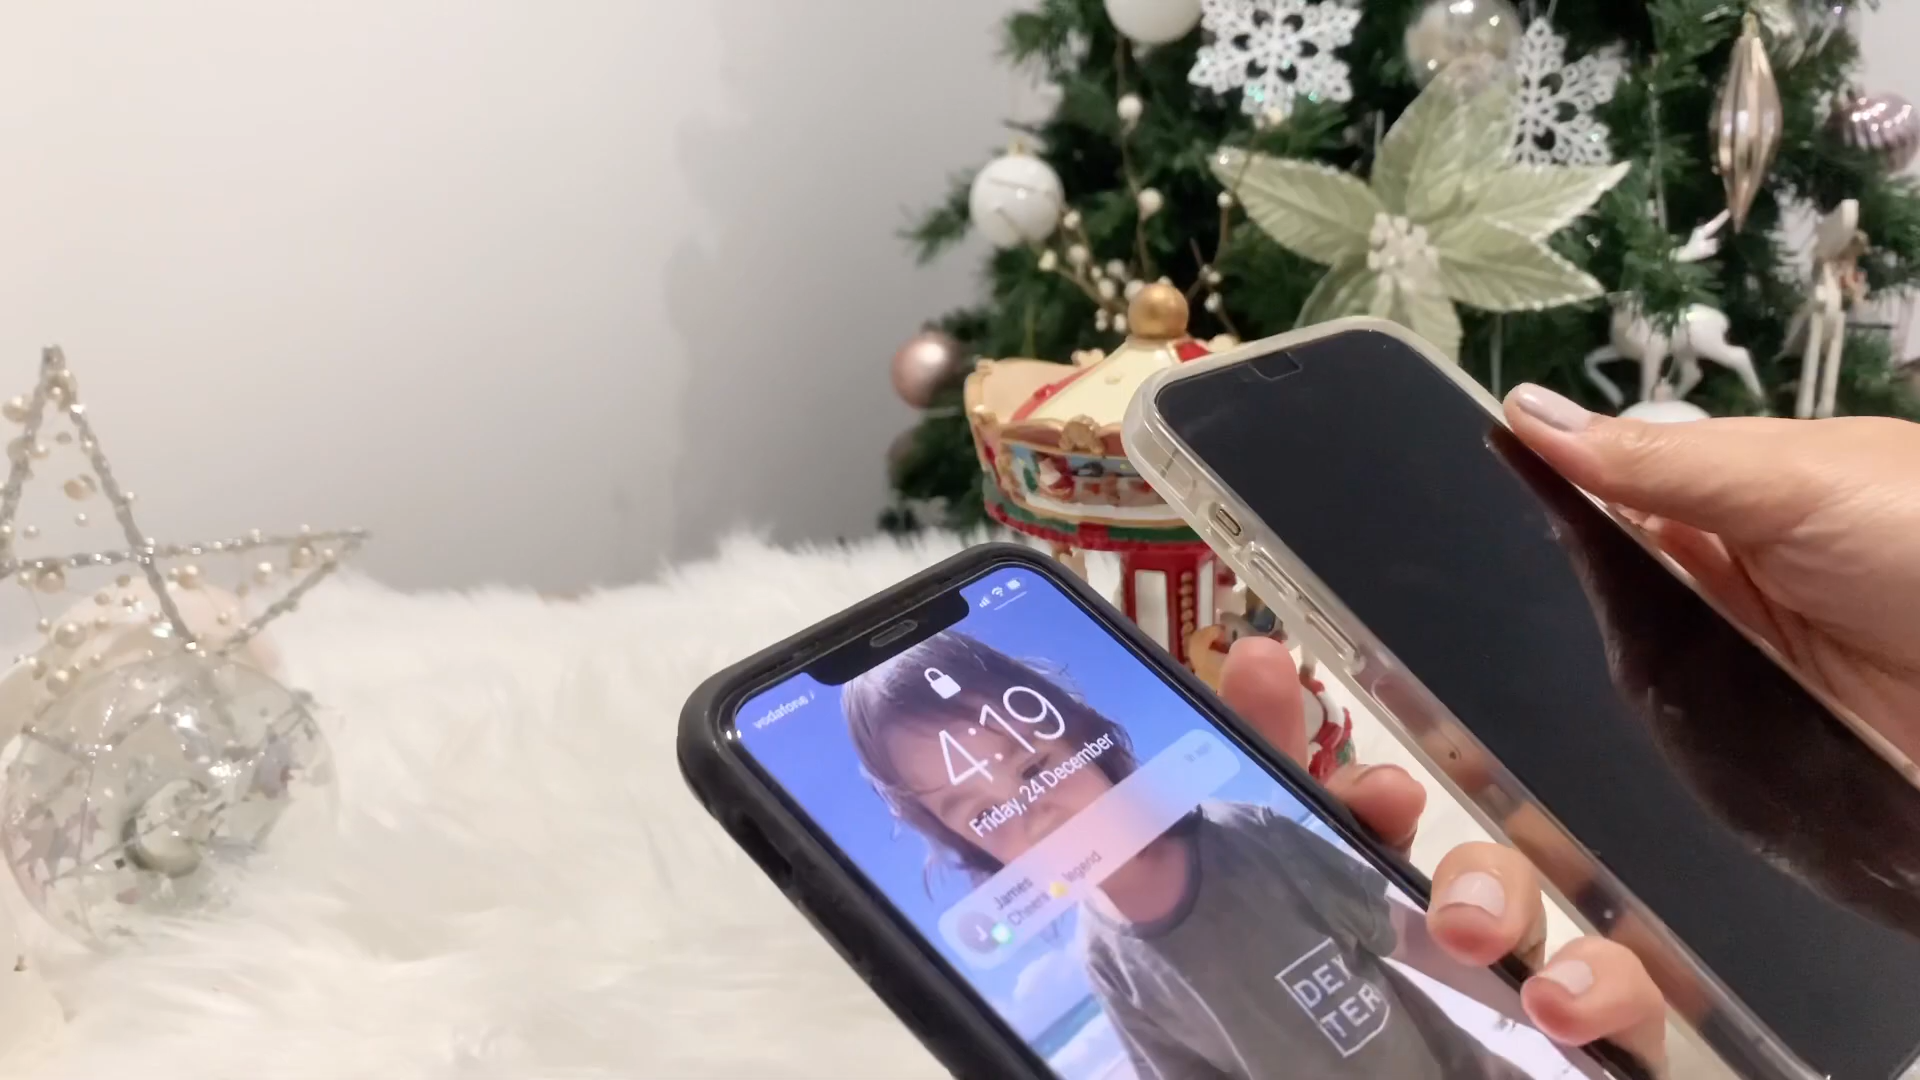 vodafone
4:19
Friday, 24 December
James
Cheers legend
J
DEX
TER